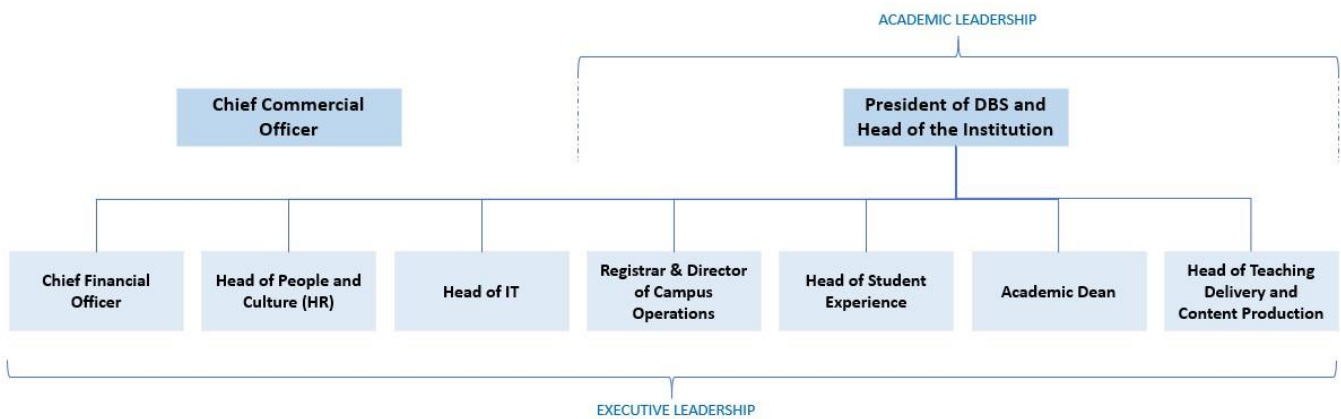 ACADEMIC LEADERSHIP
Chief Commercial
Officer
President of DBS and
Head of the Institution
Chief Financial
Officer
Head of People and
Culture (HR)
Head of IT
Registrar & Director
of Campus
Operations
Head of Student
Experience
Academic Dean
Head of Teaching
Delivery and
Content Production
EXECUTIVE LEADERSHIP